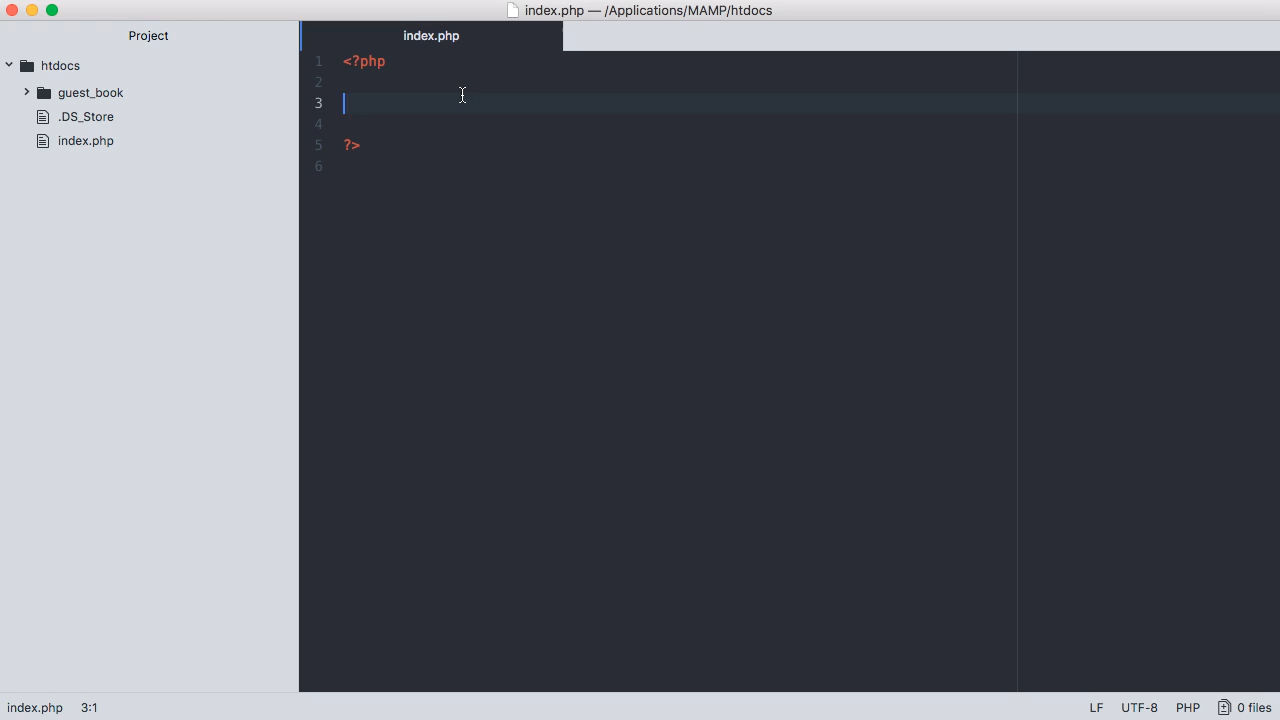 index.php — /Applications/MAMP/htdocs
Project
index.php
htdocs
guest_book
.DS_Store
index.php
1 <?php
2
3
4
5 ?>
6
index.php 3:1
LF UTF-8 PHP 0 files